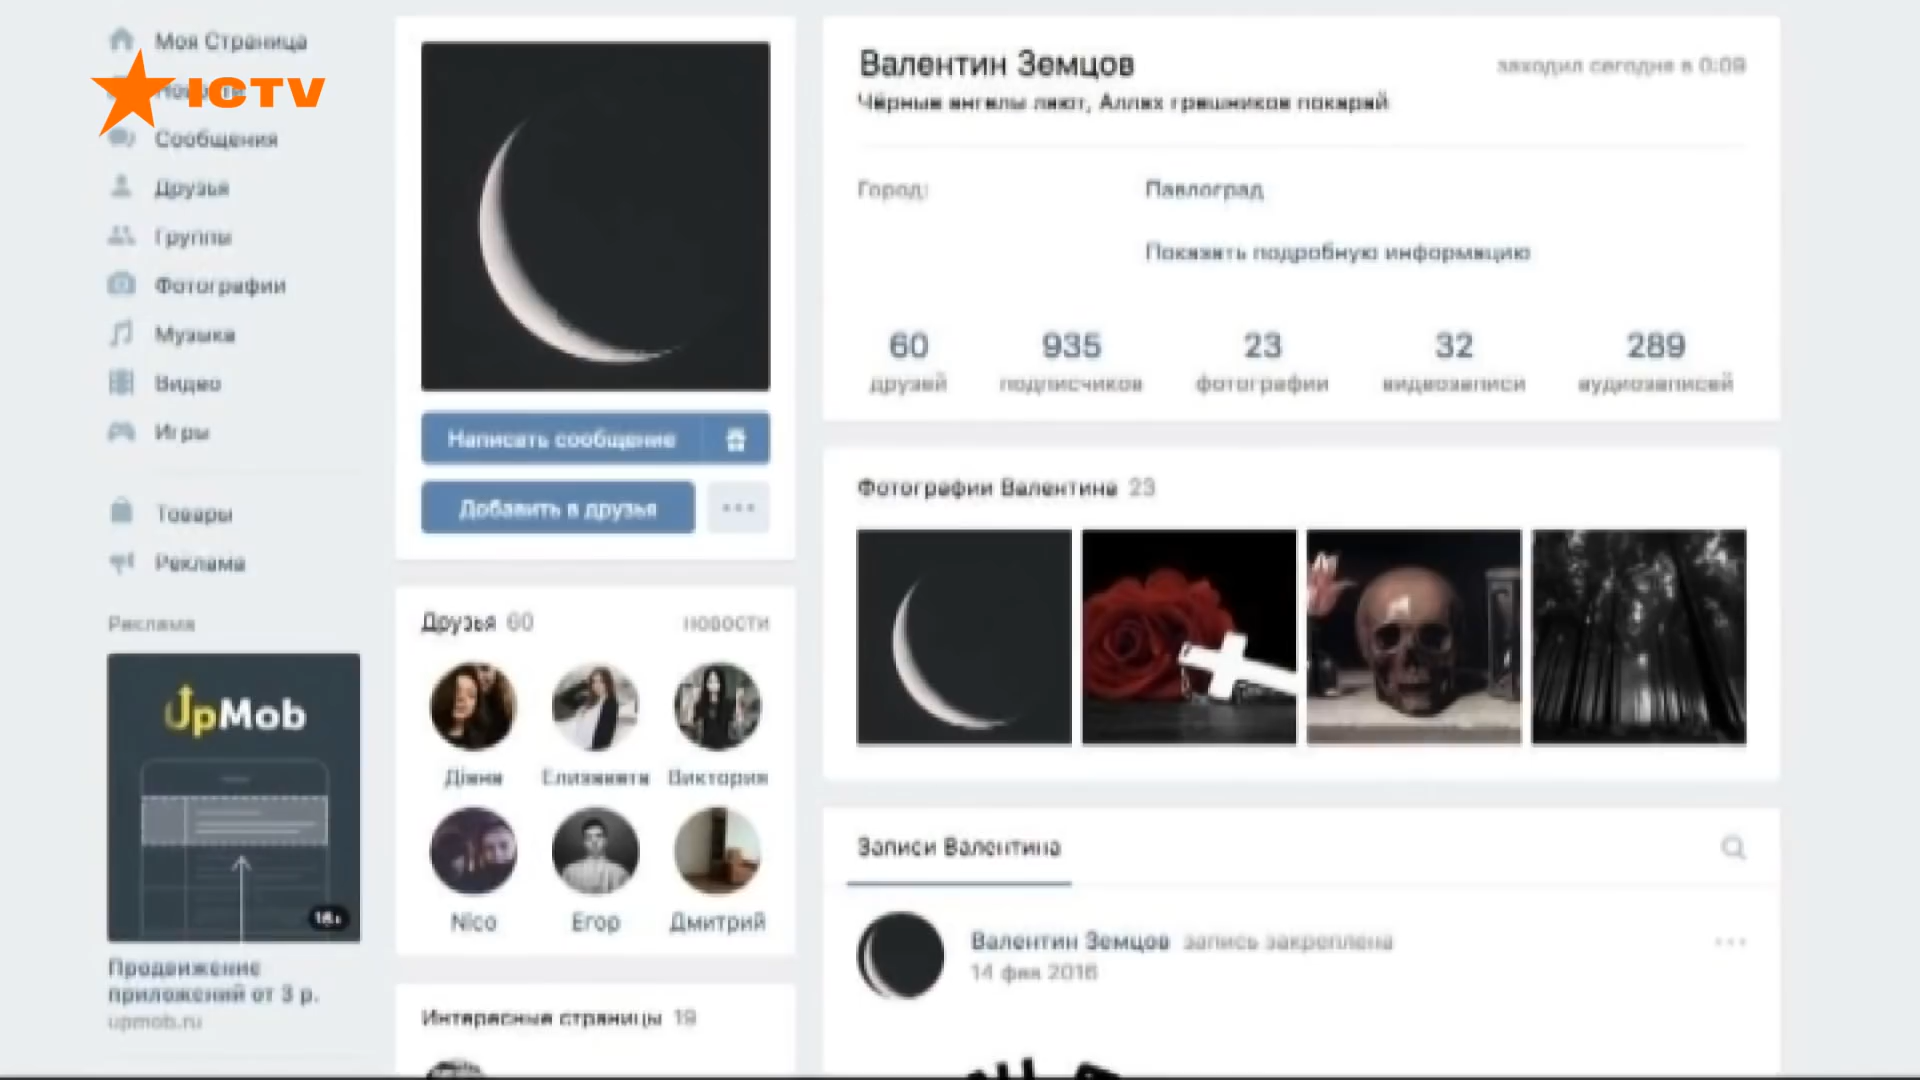 Моя Страница
ICTV
Новости
Сообщения
Друзья
Группы
Фотографии
Музыка
Видео
Игры
Товары
Реклама
Реклама
UpMob
18+
Продвижение
приложений от 3 р.
upmob.ru
Написать сообщение
Добавить в друзья
Друзья 60
новости
Діана Елизавета Виктория
Nico Егор Дмитрий
Интересные страницы 19
Валентин Земцов
заходил сегодня в 0:09
Чёрные ангелы лают, Аллах грешников покарай
Город: Павлоград
Показать подробную информацию
60 935 23 32 289
друзей подписчиков фотографии видеозаписи аудиозаписей
Фотографии Валентина 23
Записи Валентина
Валентин Земцов запись закреплена
14 фев 2016